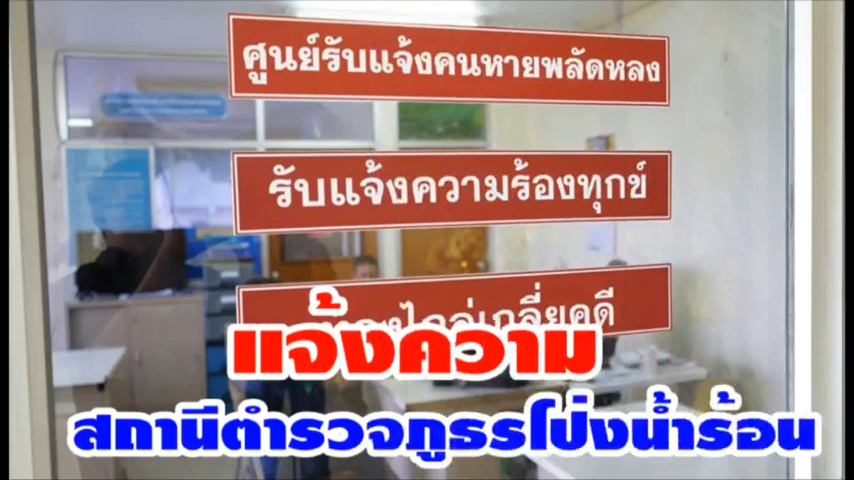 ศูนย์รับแจ้งคนหายพลัดหลง
รับแจ้งความร้องทุกข์
ห้องไกล่เกลี่ยคดี
แจ้งความ
สถานีตำรวจภูธรโป่งน้ำร้อน